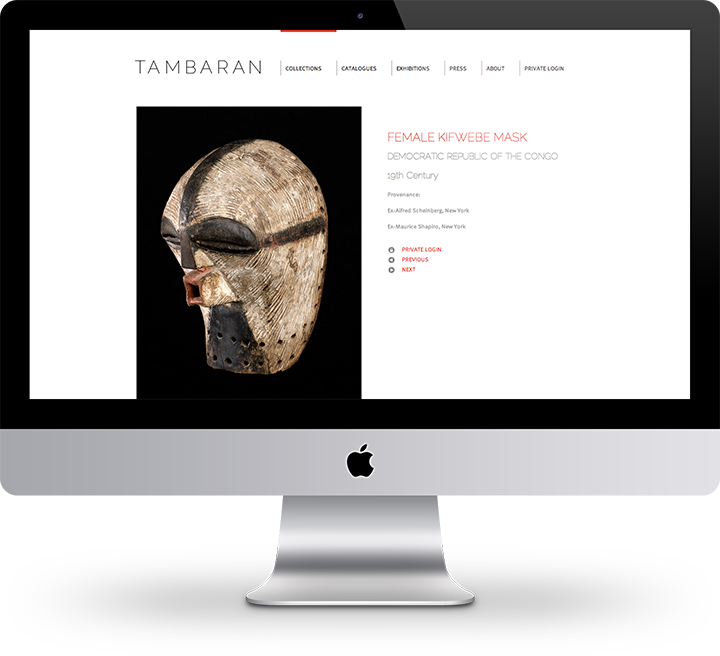 TAMBARAN
COLLECTIONS
CATALOGUES
EXHIBITIONS
PRESS
ABOUT
PRIVATE LOGIN
FEMALE KIFWEBE MASK
DEMOCRATIC REPUBLIC OF THE CONGO
19th Century
Provenance:
Ex-Alfred Scheinberg, New York
Ex-Maurice Shapiro, New York
PRIVATE LOGIN
PREVIOUS
NEXT